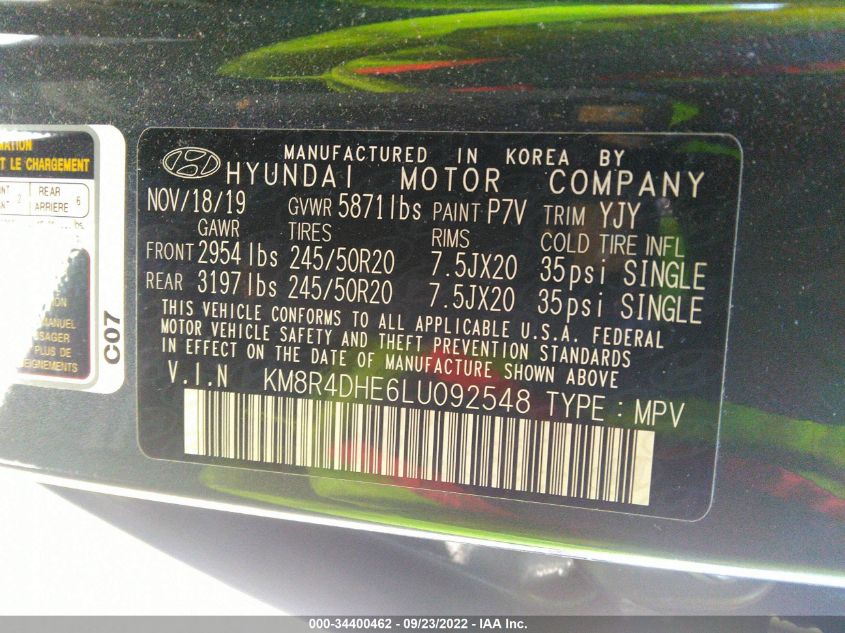 MANUFACTURED IN KOREA BY
HYUNDAI MOTOR COMPANY
NOV/18/19 GVWR 5871lbs PAINT P7V TRIM YJY
GAWR TIRES RIMS COLD TIRE INFL
FRONT 2954 lbs 245/50R20 7.5JX20 35psi SINGLE
REAR 3197 lbs 245/50R20 7.5JX20 35psi SINGLE
THIS VEHICLE CONFORMS TO ALL APPLICABLE U.S.A. FEDERAL
MOTOR VEHICLE SAFETY AND THEFT PREVENTION STANDARDS
IN EFFECT ON THE DATE OF MANUFACTURE SHOWN ABOVE
V.I.N KM8R4DHE6LU092548 TYPE : MPV
T LE CHARGEMENT
REAR
ARRIÈRE 6
C07
000-34400462 - 09/23/2022 - IAA Inc.